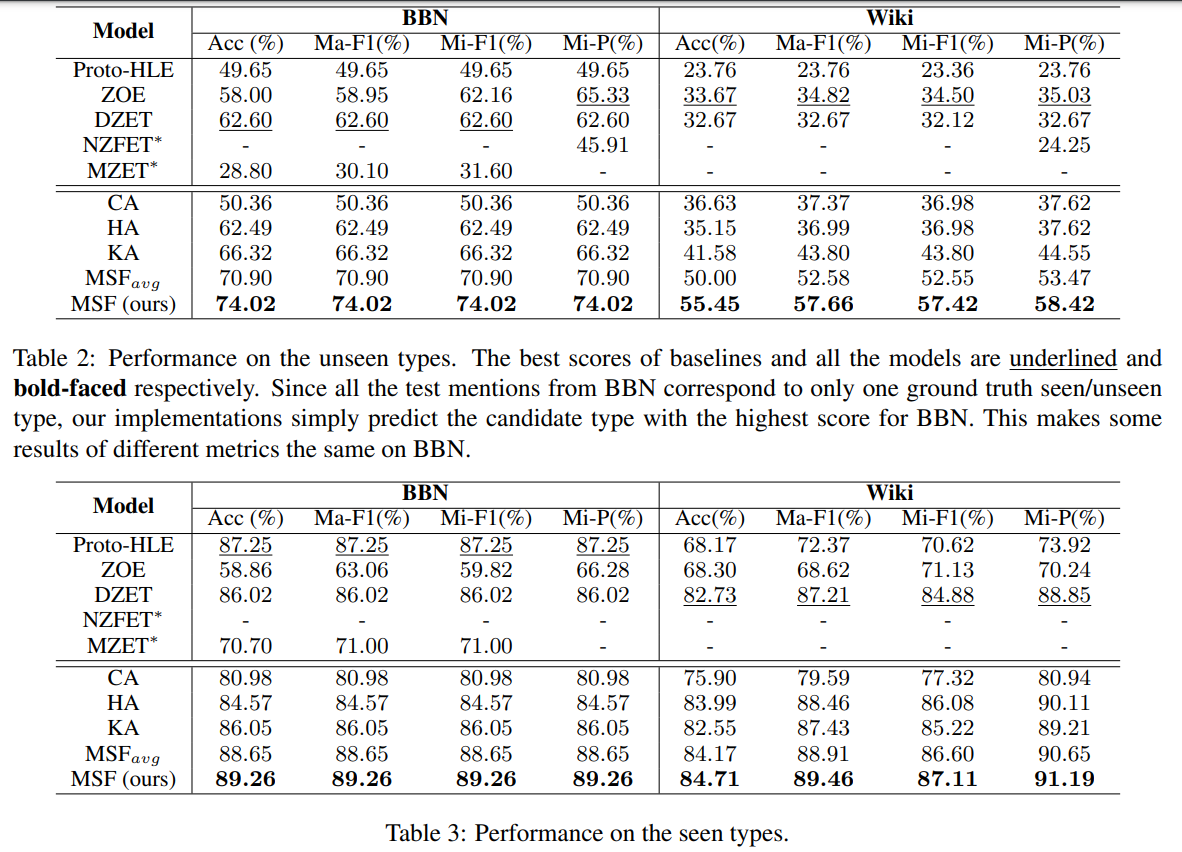 Model BBN Wiki
Acc (%) Ma-F1(%) Mi-F1(%) Mi-P(%) Acc(%) Ma-F1(%) Mi-F1(%) Mi-P(%)
Proto-HLE 49.65 49.65 49.65 49.65 23.76 23.76 23.36 23.76
ZOE 58.00 58.95 62.16 65.33 33.67 34.82 34.50 35.03
DZET 62.60 62.60 62.60 62.60 32.67 32.67 32.12 32.67
NZFET* - - - 45.91 - - - 24.25
MZET* 28.80 30.10 31.60 - - - - -
CA 50.36 50.36 50.36 50.36 36.63 37.37 36.98 37.62
HA 62.49 62.49 62.49 62.49 35.15 36.99 36.98 37.62
KA 66.32 66.32 66.32 66.32 41.58 43.80 43.80 44.55
MSFavg 70.90 70.90 70.90 70.90 50.00 52.58 52.55 53.47
MSF (ours) 74.02 74.02 74.02 74.02 55.45 57.66 57.42 58.42
Table 2: Performance on the unseen types. The best scores of baselines and all the models are underlined and
bold-faced respectively. Since all the test mentions from BBN correspond to only one ground truth seen/unseen
type, our implementations simply predict the candidate type with the highest score for BBN. This makes some
results of different metrics the same on BBN.
Model BBN Wiki
Acc (%) Ma-F1(%) Mi-F1(%) Mi-P(%) Acc(%) Ma-F1(%) Mi-F1(%) Mi-P(%)
Proto-HLE 87.25 87.25 87.25 87.25 68.17 72.37 70.62 73.92
ZOE 58.86 63.06 59.82 66.28 68.30 68.62 71.13 70.24
DZET 86.02 86.02 86.02 86.02 82.73 87.21 84.88 88.85
NZFET* - - - - - - - -
MZET* 70.70 71.00 71.00 - - - - -
CA 80.98 80.98 80.98 80.98 75.90 79.59 77.32 80.94
HA 84.57 84.57 84.57 84.57 83.99 88.46 86.08 90.11
KA 86.05 86.05 86.05 86.05 82.55 87.43 85.22 89.21
MSFavg 88.65 88.65 88.65 88.65 84.17 88.91 86.60 90.65
MSF (ours) 89.26 89.26 89.26 89.26 84.71 89.46 87.11 91.19
Table 3: Performance on the seen types.